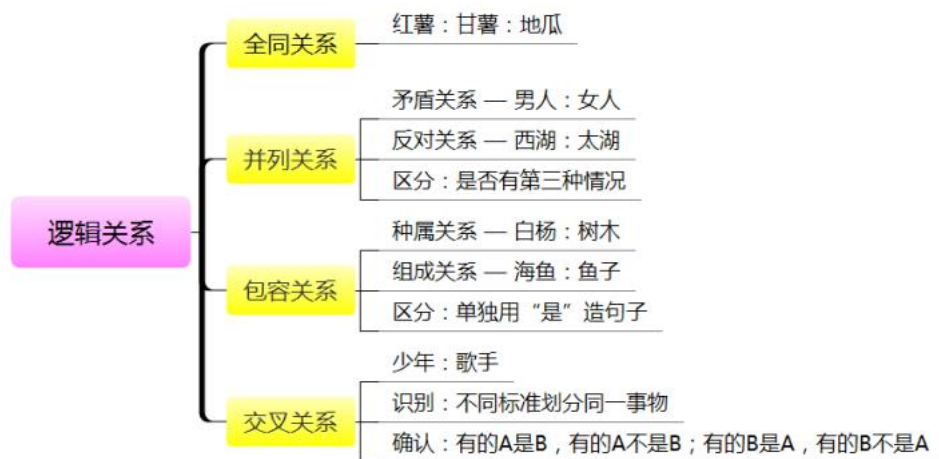 逻辑关系
全同关系
红薯：甘薯：地瓜
并列关系
矛盾关系 — 男人：女人
反对关系 — 西湖：太湖
区分：是否有第三种情况
包容关系
种属关系 — 白杨：树木
组成关系 — 海鱼：鱼子
区分：单独用“是”造句子
交叉关系
少年：歌手
识别：不同标准划分同一事物
确认：有的A是B，有的A不是B；有的B是A，有的B不是A